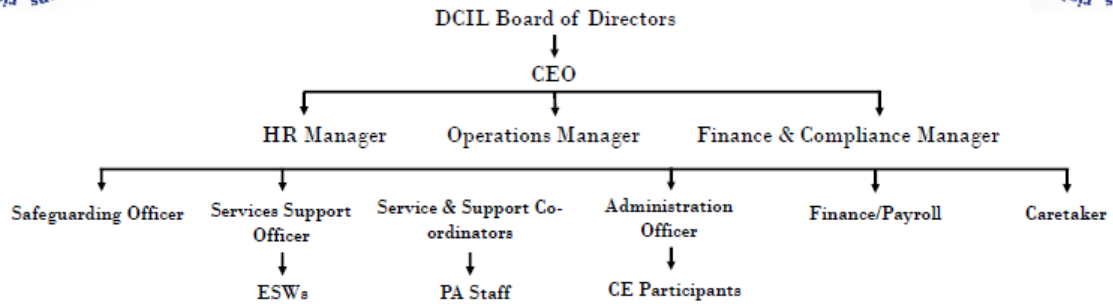 DCIL Board of Directors
CEO
HR Manager Operations Manager Finance & Compliance Manager
Safeguarding Officer
Services Support
Officer
Service & Support Co-
ordinators
Administration
Officer
Finance/Payroll
Caretaker
ESWs
PA Staff
CE Participants